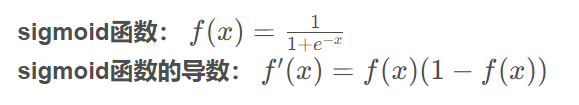 sigmoid函数： f(x) = \frac{1}{1+e^{-x}}
sigmoid函数的导数： f'(x) = f(x)(1 − f(x))